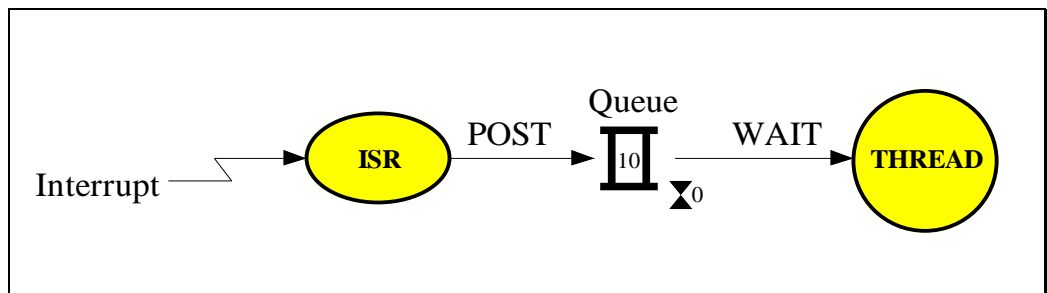 Interrupt
ISR
POST
Queue
10
0
WAIT
THREAD